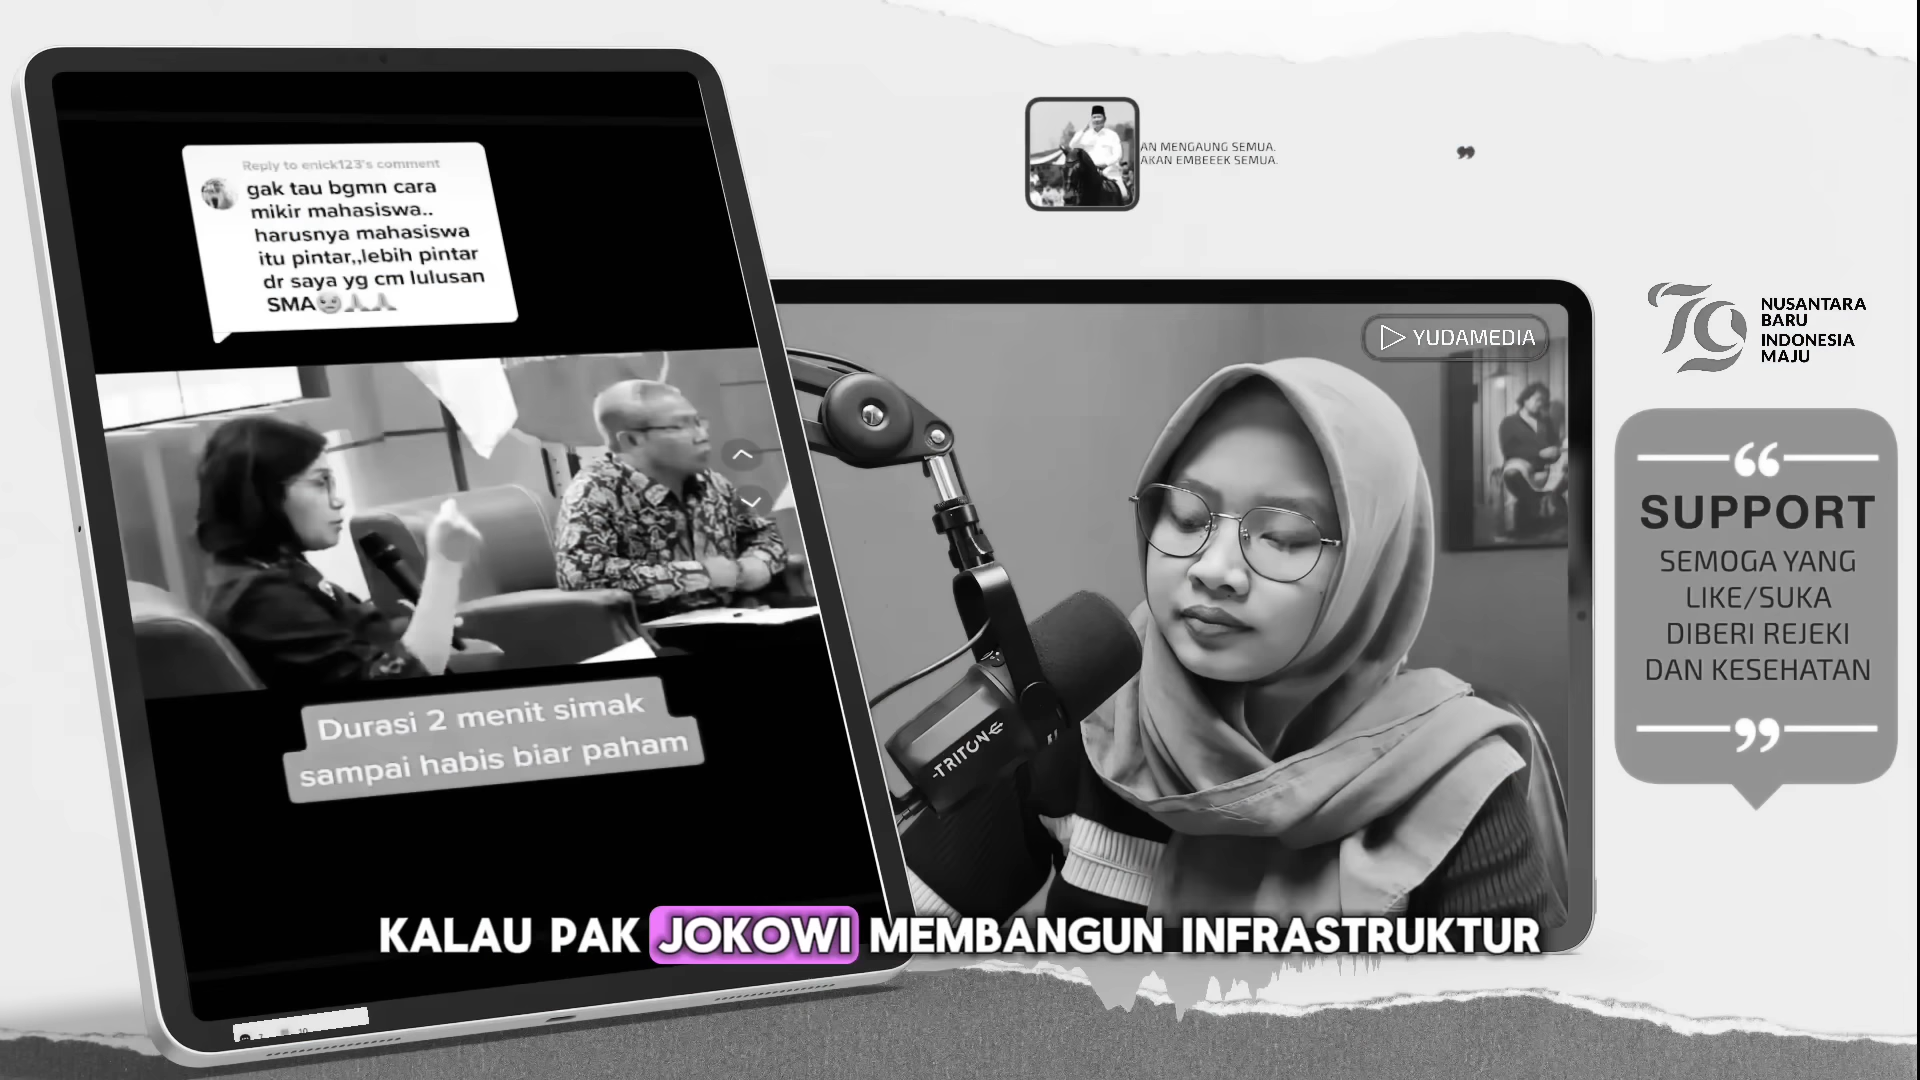 Reply to enick123's comment
gak tau bgmn cara
mikir mahasiswa..
harusnya mahasiswa
itu pintar,,lebih pintar
dr saya yg cm lulusan
SMA
Durasi 2 menit simak
sampai habis biar paham
AN MENGAUNG SEMUA.
AKAN EMBEEEK SEMUA.
”
YUDAMEDIA
TRITONE
79
NUSANTARA
BARU
INDONESIA
MAJU
“
SUPPORT
SEMOGA YANG
LIKE/SUKA
DIBERI REJEKI
DAN KESEHATAN
”
KALAU PAK JOKOWI MEMBANGUN INFRASTRUKTUR